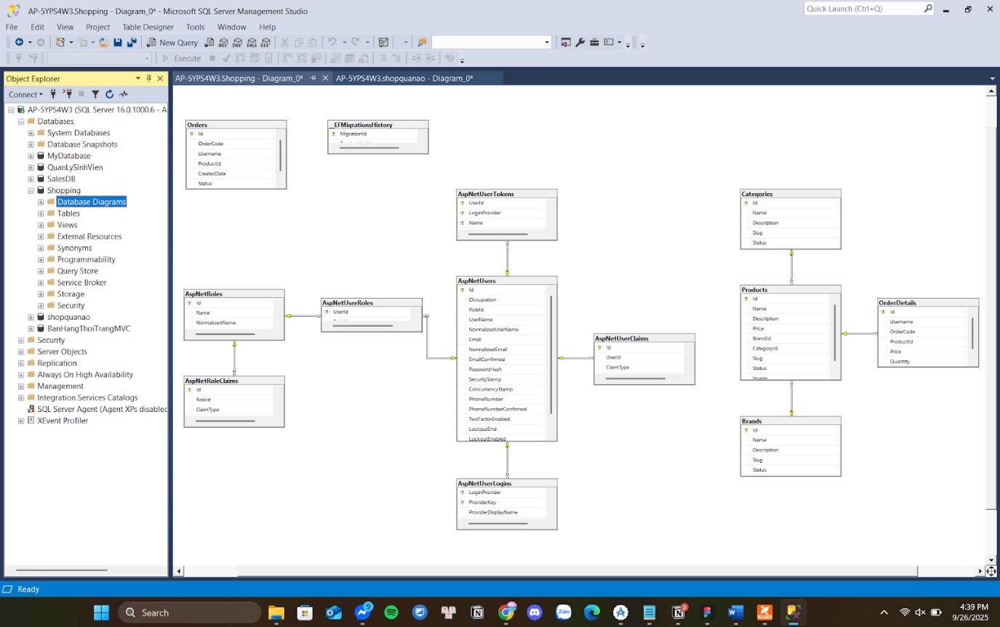 AP-5YPS4W3.Shopping - Diagram_0* - Microsoft SQL Server Management Studio
Quick Launch (Ctrl+Q)
File Edit View Project Table Designer Tools Window Help
New Query
Execute
Object Explorer
AP-5YPS4W3.Shopping - Diagram_0*
AP-5YPS4W3.shopquanao - Diagram_0*
Connect
AP-5YPS4W3 (SQL Server 16.0.1000.6 - A
Databases
System Databases
Database Snapshots
MyDatabase
QuanLySinhVien
SalesDB
Shopping
Database Diagrams
Tables
Views
External Resources
Synonyms
Programmability
Query Store
Service Broker
Storage
Security
shopquanao
BanHangThoiTrangMVC
Security
Server Objects
Replication
Always On High Availability
Management
Integration Services Catalogs
SQL Server Agent (Agent XPs disabled
XEvent Profiler
Orders
Id
OrderCode
Username
ProductId
CreatedDate
Status
__EFMigrationsHistory
MigrationId
AspNetUserTokens
UserId
LoginProvider
Name
Categories
Id
Name
Description
Slug
Status
AspNetRoles
Id
Name
NormalizedName
AspNetUserRoles
UserId
AspNetUsers
Id
Occupation
RoleId
UserName
NormalizedUserName
Email
NormalizedEmail
EmailConfirmed
PasswordHash
SecurityStamp
ConcurrencyStamp
PhoneNumber
PhoneNumberConfirmed
TwoFactorEnabled
LockoutEnd
LockoutEnabled
AspNetUserClaims
Id
UserId
ClaimType
Products
Id
Name
Description
Price
BrandId
CategoryId
Slug
Status
Image
OrderDetails
Id
Username
OrderCode
ProductId
Price
Quantity
AspNetRoleClaims
Id
RoleId
ClaimType
Brands
Id
Name
Description
Slug
Status
AspNetUserLogins
LoginProvider
ProviderKey
ProviderDisplayName
Ready
Search
9
Zalo
3
4:39 PM
9/26/2025